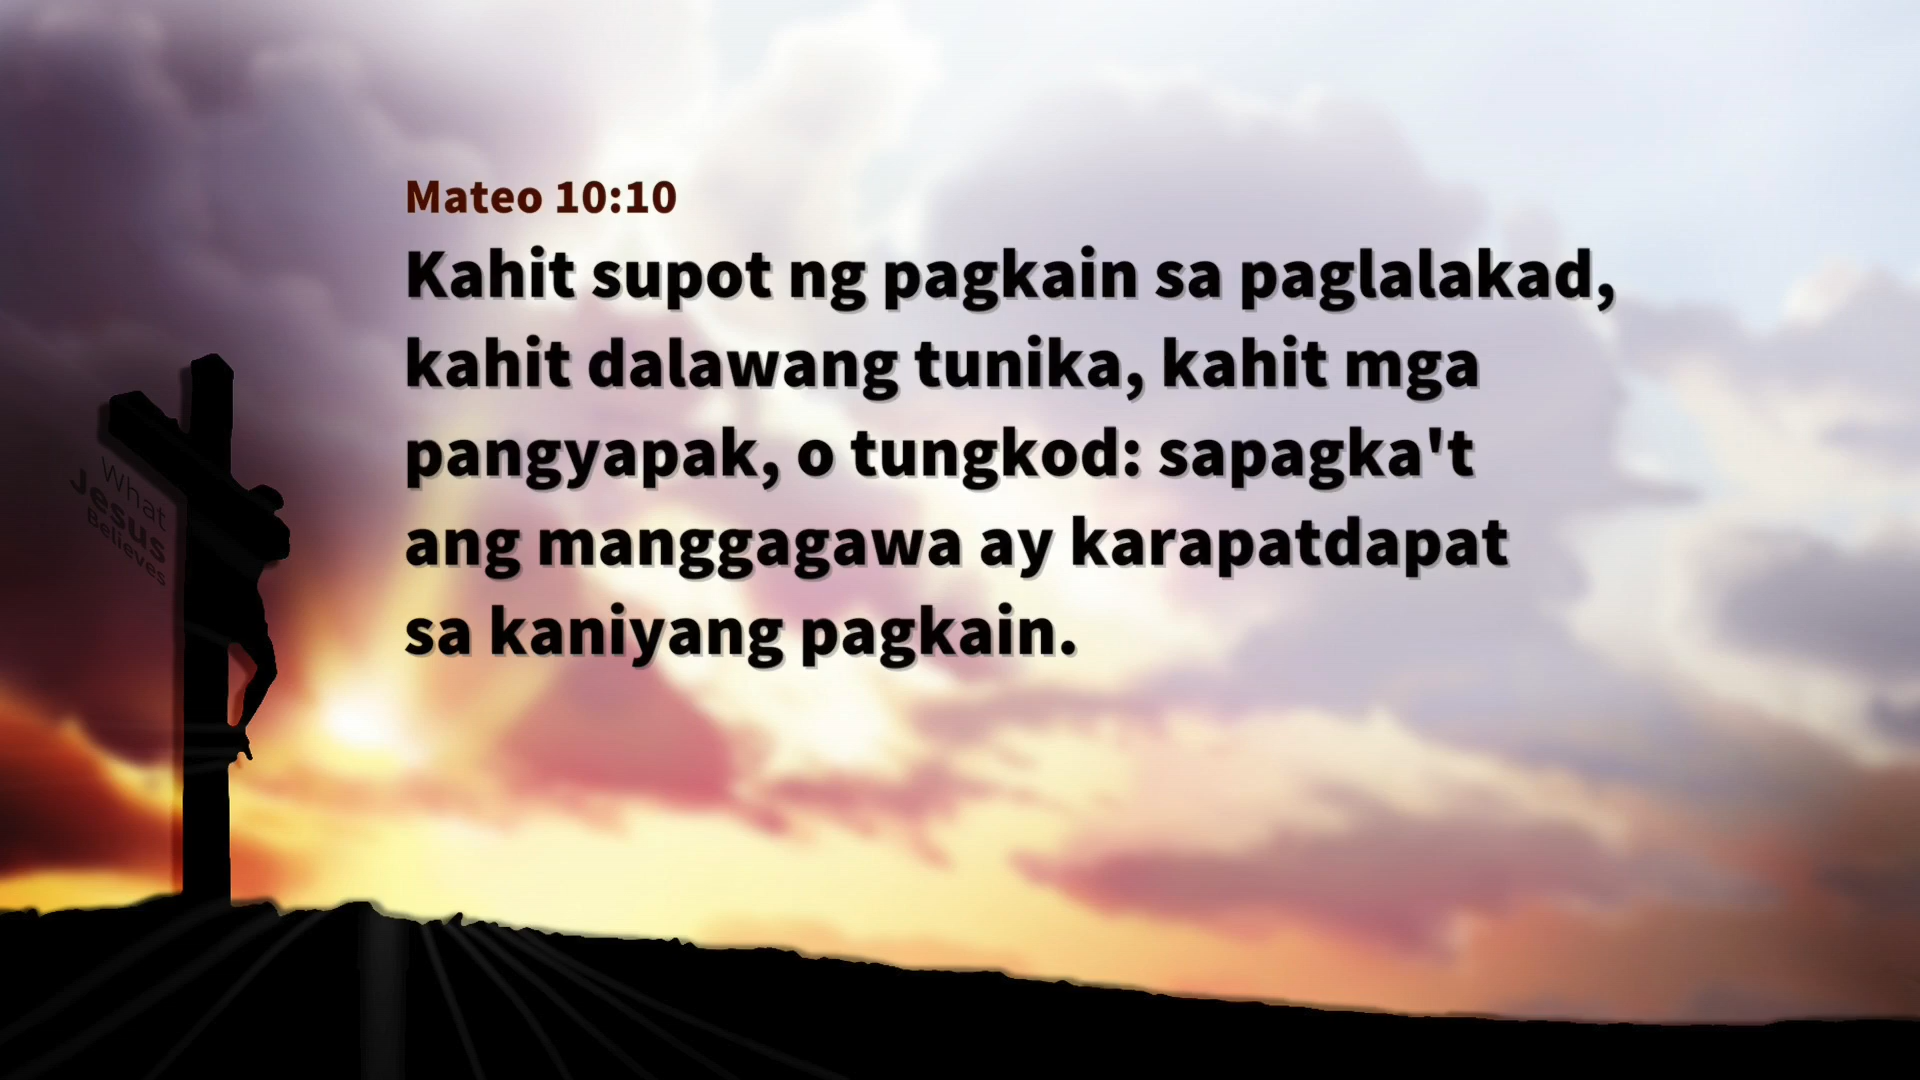 Mateo 10:10
Kahit supot ng pagkain sa paglalakad,
kahit dalawang tunika, kahit mga
pangyapak, o tungkod: sapagka't
ang manggagawa ay karapatdapat
sa kaniyang pagkain.
What
Jesus
Believes